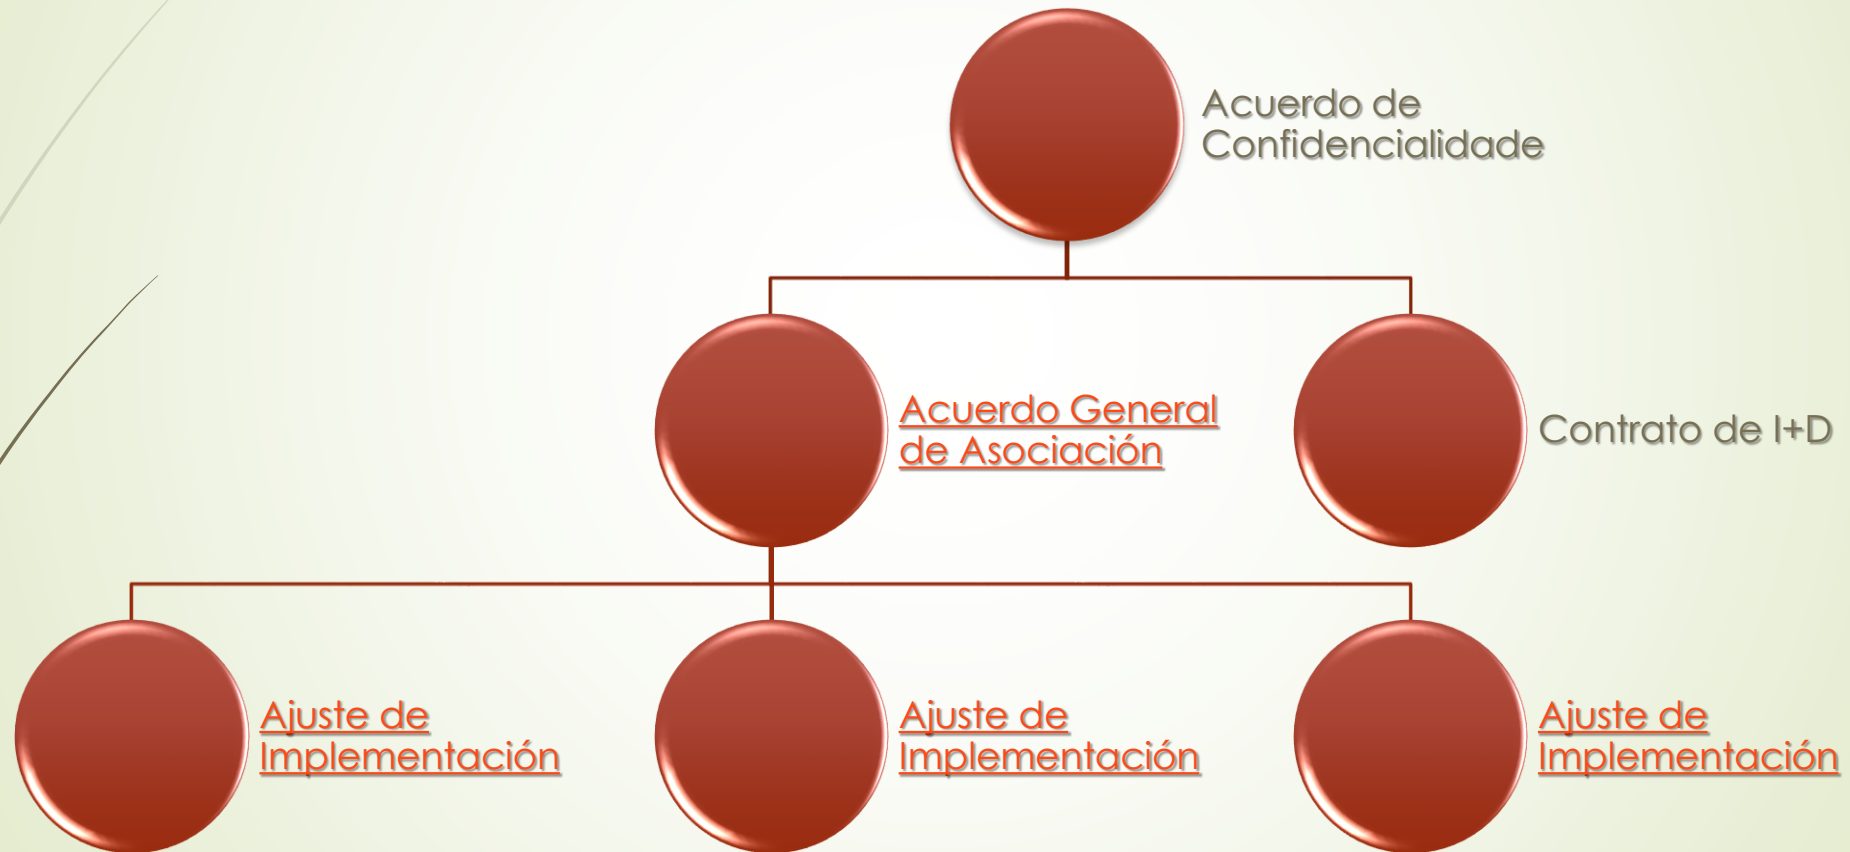 Acuerdo de
Confidencialidade
Acuerdo General
de Asociación
Contrato de I+D
Ajuste de
Implementación
Ajuste de
Implementación
Ajuste de
Implementación